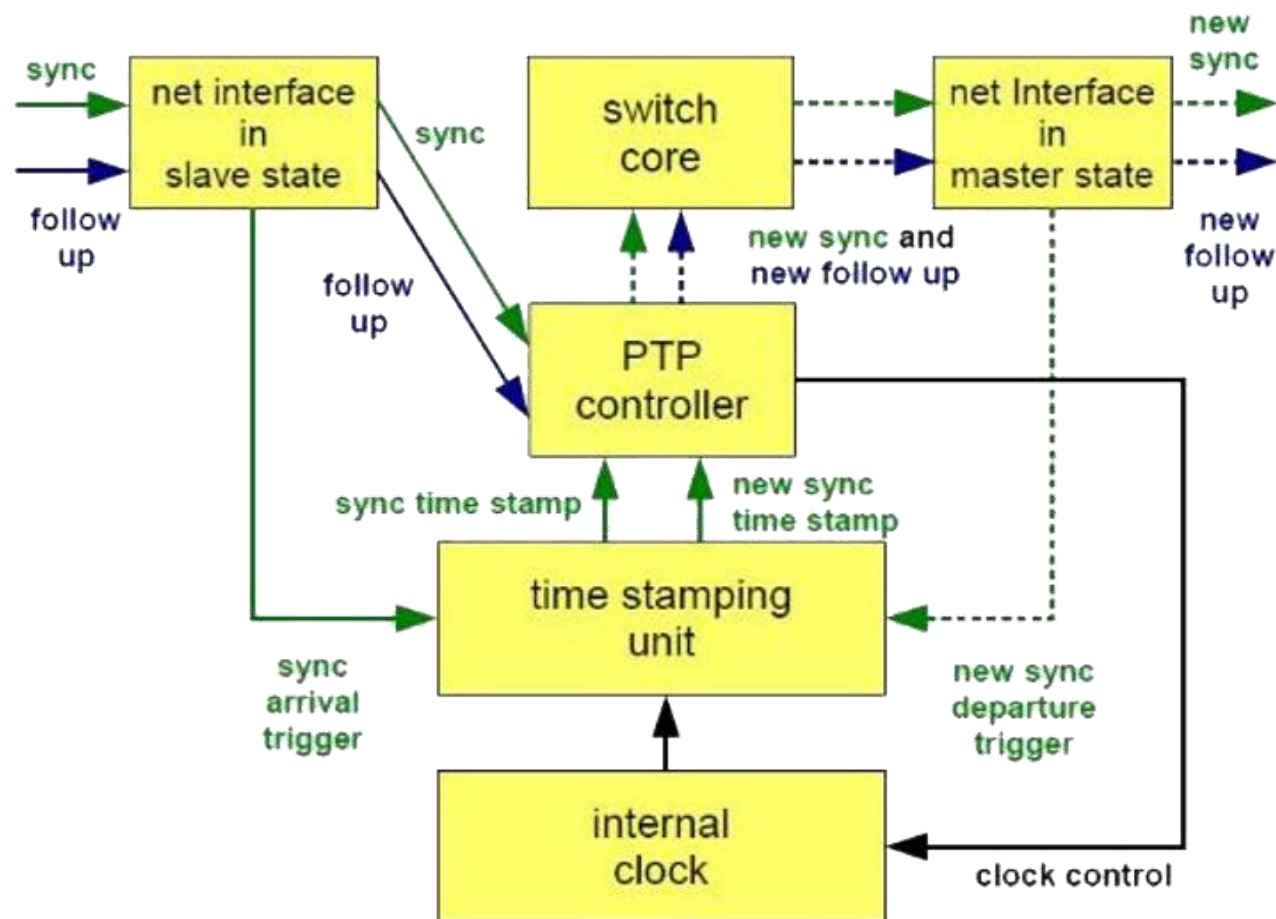 sync
follow
up
net interface
in
slave state
sync
follow
up
switch
core
net Interface
in
master state
new
sync
new
follow
up
new sync and
new follow up
PTP
controller
sync time stamp
new sync
time stamp
time stamping
unit
sync
arrival
trigger
new sync
departure
trigger
internal
clock
clock control